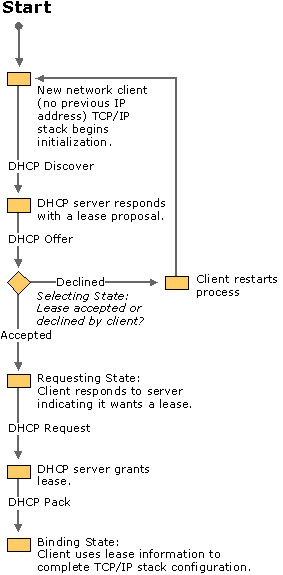 Start
New network client
(no previous IP
address) TCP/IP
stack begins
initialization.
DHCP Discover
DHCP server responds
with a lease proposal.
DHCP Offer
Declined
Selecting State:
Lease accepted or
declined by client?
Client restarts
process
Accepted
Requesting State:
Client responds to server
indicating it wants a lease.
DHCP Request
DHCP server grants
lease.
DHCP Pack
Binding State:
Client uses lease information to
complete TCP/IP stack configuration.